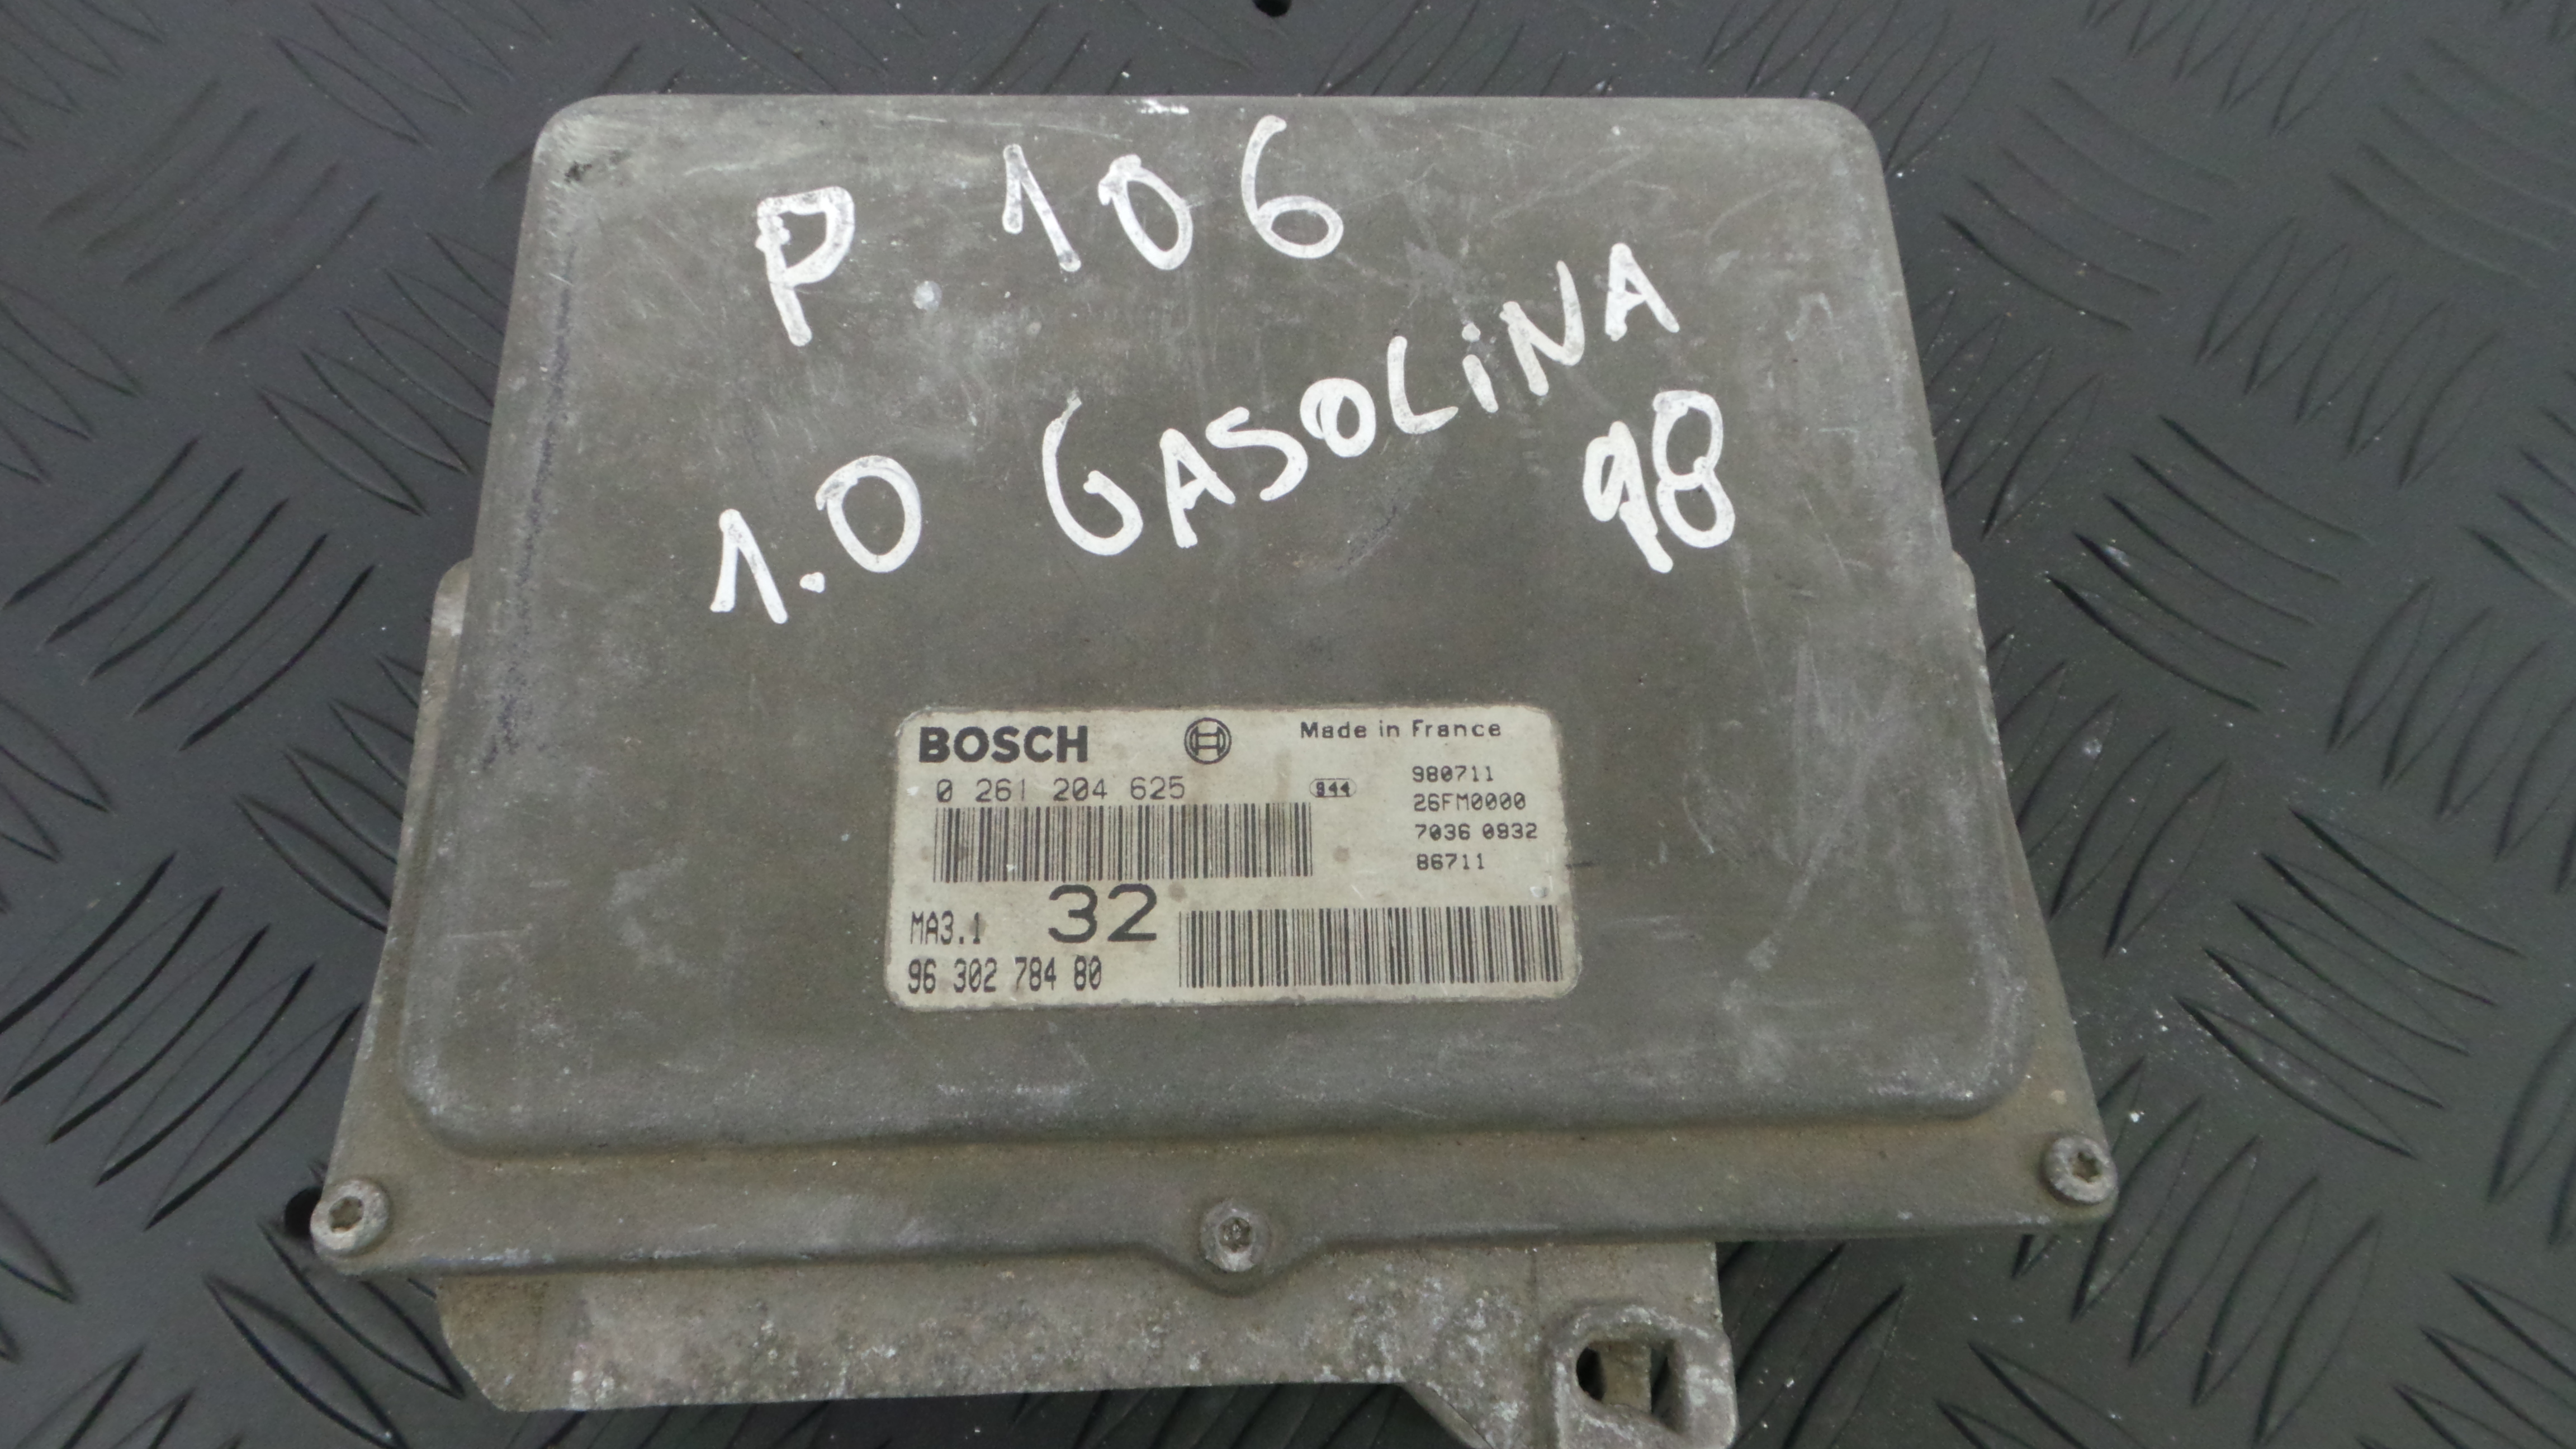 P. 106
1.0 GASOLiNA
98
BOSCH
Made in France
0 261 204 625
944
980711
26FM0000
7036 0932
86711
MA3.1
32
96 302 784 80